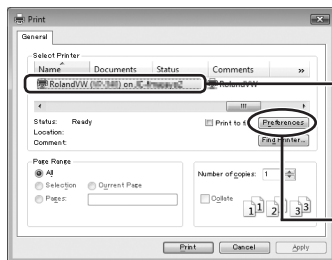 Print
General
Select Printer
Name Documents Status Comments »
RolandVW on RolandVW
Status: Ready Print to f Preferences
Location: Find Printer...
Comment:
Page Range
All Number of copies: 1
Selection Current Page
Pages: Collate 1 1 2 2 3 3
Print Cancel Apply